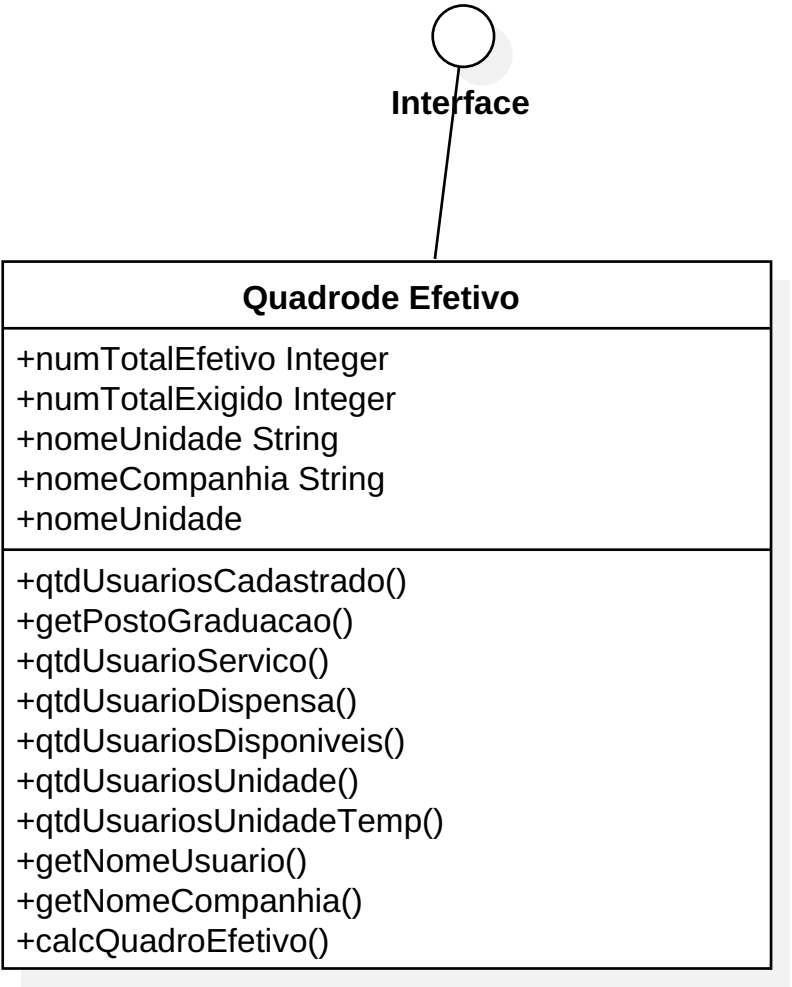 Interface
Quadrode Efetivo
+numTotalEfetivo Integer
+numTotalExigido Integer
+nomeUnidade String
+nomeCompanhia String
+nomeUnidade
+qtdUsuariosCadastrado()
+getPostoGraduacao()
+qtdUsuarioServico()
+qtdUsuarioDispensa()
+qtdUsuariosDisponiveis()
+qtdUsuariosUnidade()
+qtdUsuariosUnidadeTemp()
+getNomeUsuario()
+getNomeCompanhia()
+calcQuadroEfetivo()